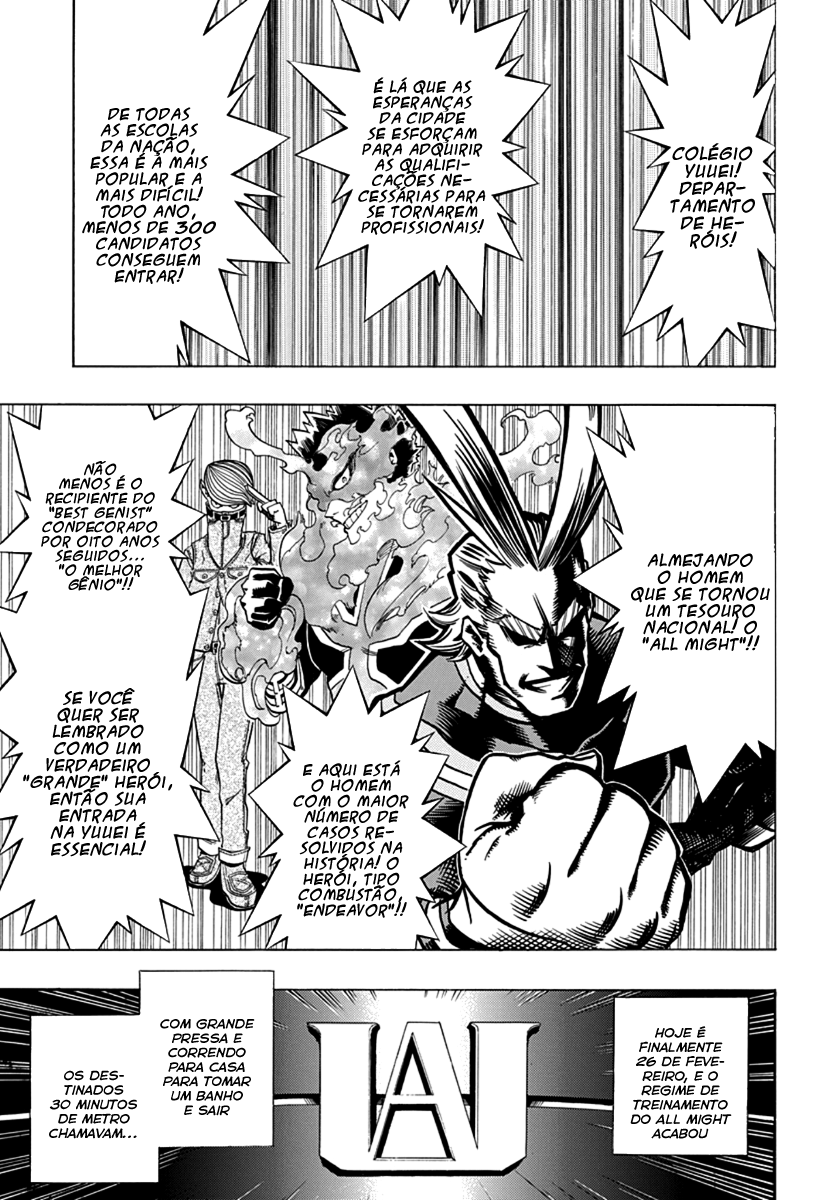 COLÉGIO
YUUEI!
DEPAR-
TAMENTO
DE HE-
RÓIS!
É LÁ QUE AS
ESPERANÇAS
DA CIDADE
SE ESFORÇAM
PARA ADQUIRIR
AS QUALIFI-
CAÇÕES NE-
CESSÁRIAS PARA
SE TORNAREM
PROFISSIONAIS!
DE TODAS
AS ESCOLAS
DA NAÇÃO,
ESSA É A MAIS
POPULAR E A
MAIS DIFÍCIL!
TODO ANO,
MENOS DE 300
CANDIDATOS
CONSEGUEM
ENTRAR!
ALMEJANDO
O HOMEM
QUE SE TORNOU
UM TESOURO
NACIONAL! O
"ALL MIGHT"!!
E AQUI ESTÁ
O HOMEM
COM O MAIOR
NÚMERO DE
CASOS RE-
SOLVIDOS NA
HISTÓRIA! O
HERÓI, TIPO
COMBUSTÃO,
"ENDEAVOR"!!
NÃO
MENOS É O
RECIPIENTE DO
"BEST GENIST"
CONDECORADO
POR OITO ANOS
SEGUIDOS...
"O MELHOR
GÊNIO"!!
SE VOCÊ
QUER SER
LEMBRADO
COMO UM
VERDADEIRO
"GRANDE" HERÓI,
ENTÃO SUA
ENTRADA
NA YUUEI É
ESSENCIAL!
HOJE É
FINALMENTE
26 DE FEVE-
REIRO, E O
REGIME DE
TREINAMENTO
DO ALL MIGHT
ACABOU
UA
COM GRANDE
PRESSA E
CORRENDO
PARA CASA
PARA TOMAR
UM BANHO
E SAIR
OS DES-
TINADOS
30 MINUTOS
DE METRO
CHAMAVAM...